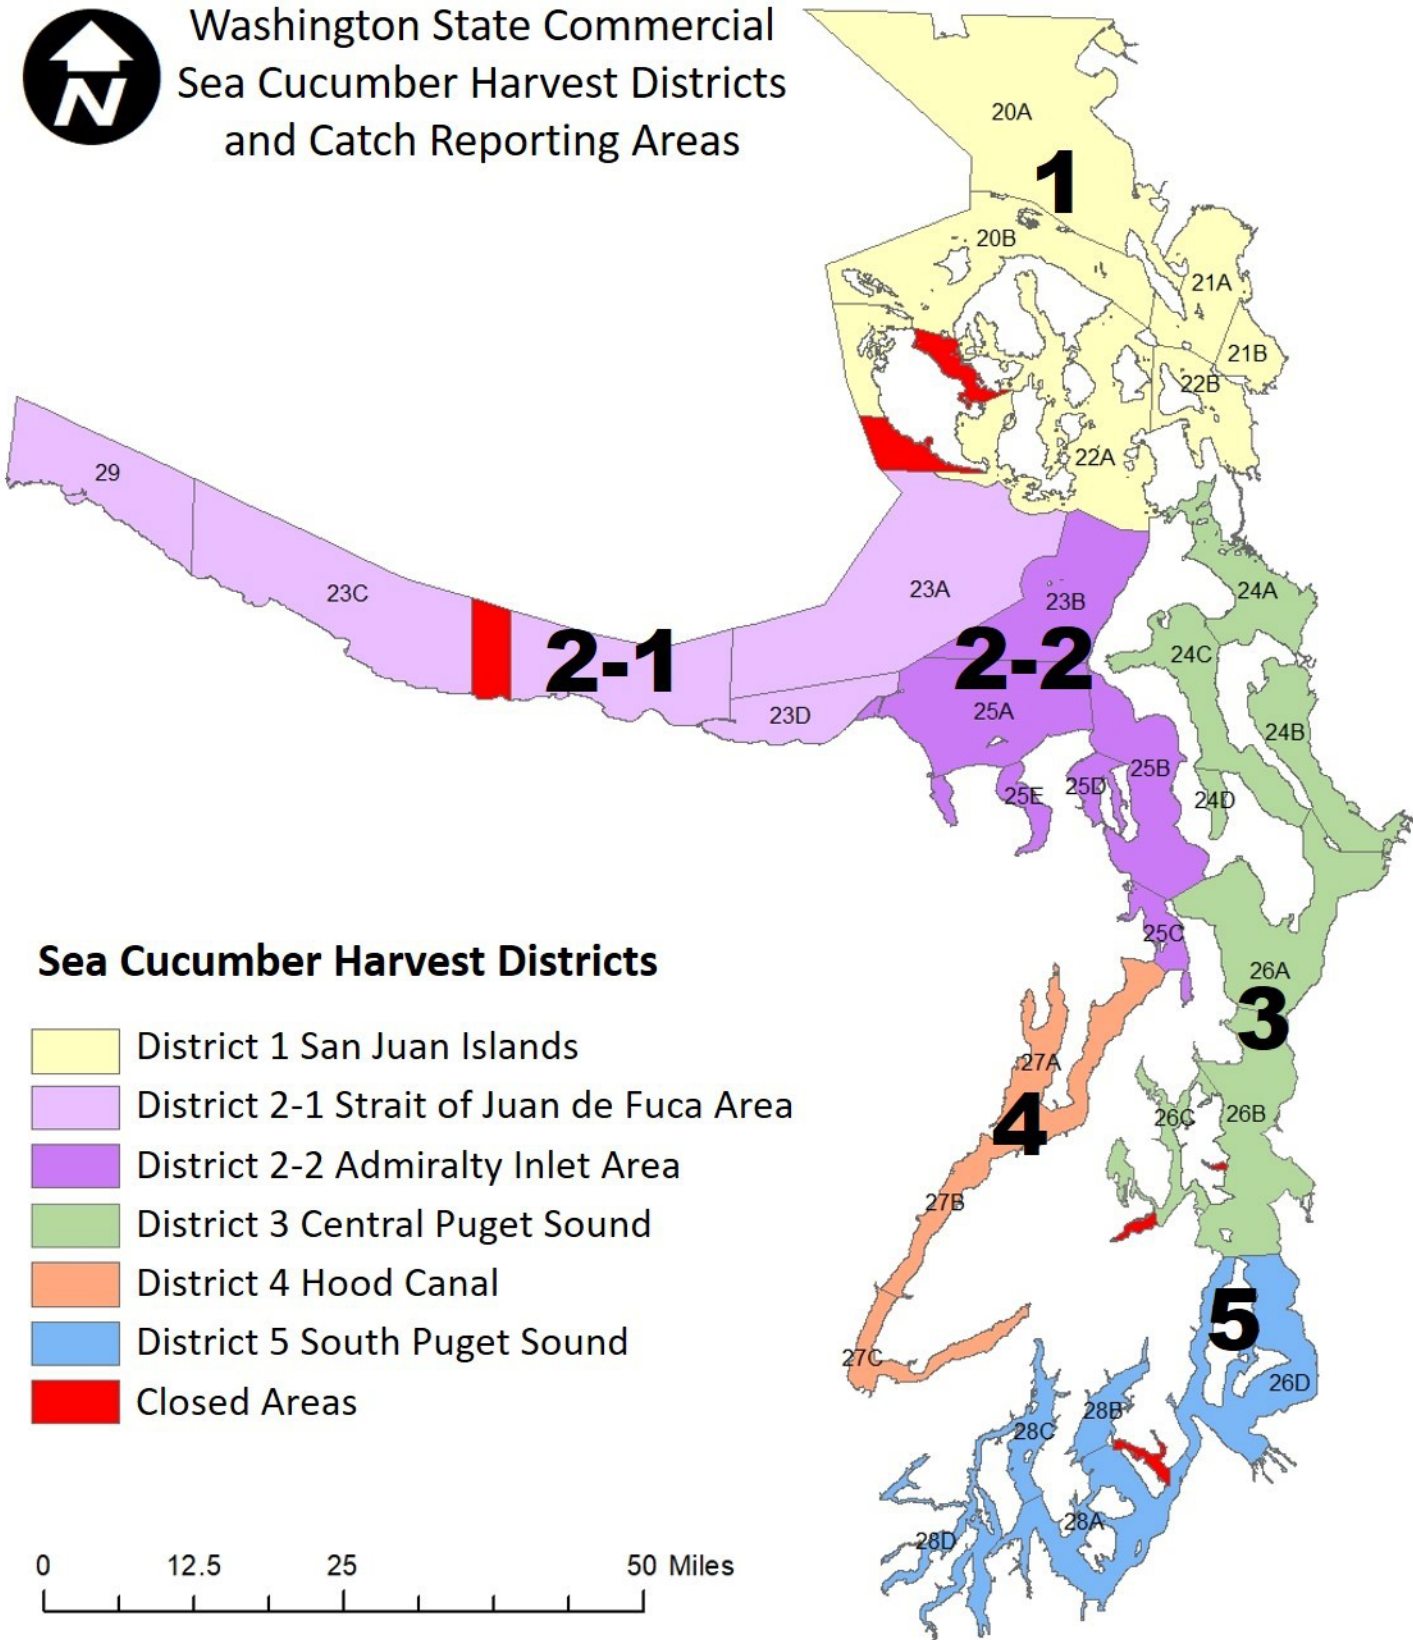 N
Washington State Commercial
Sea Cucumber Harvest Districts
and Catch Reporting Areas
20A
1
20B
21A
21B
22B
22A
29
23C
23A
23B
24A
2-1
2-2
24C
23D
25A
24B
25B
25E
25D
24D
25C
26A
3
27A
4
26C
26B
27B
5
27C
26D
28B
28C
28A
28D
Sea Cucumber Harvest Districts
District 1 San Juan Islands
District 2-1 Strait of Juan de Fuca Area
District 2-2 Admiralty Inlet Area
District 3 Central Puget Sound
District 4 Hood Canal
District 5 South Puget Sound
Closed Areas
0 12.5 25 50 Miles